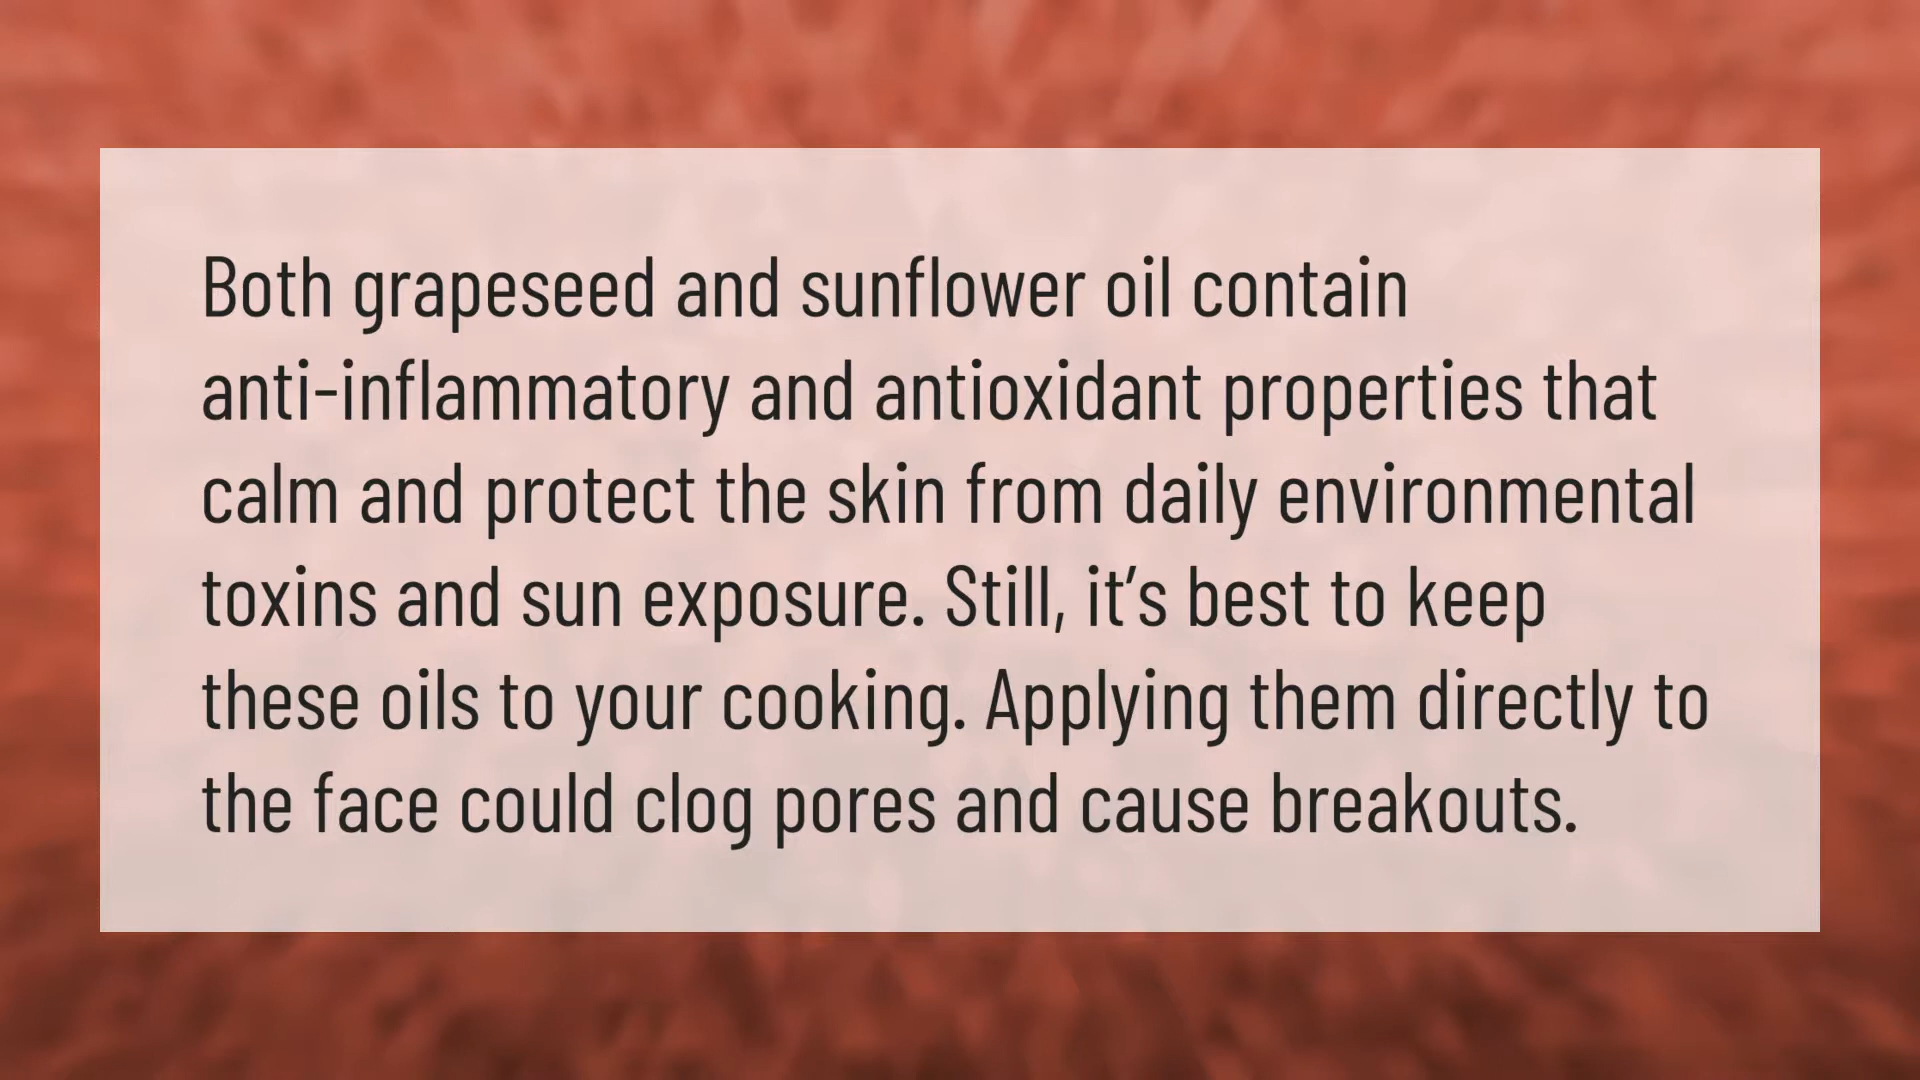 Both grapeseed and sunflower oil contain
anti-inflammatory and antioxidant properties that
calm and protect the skin from daily environmental
toxins and sun exposure. Still, it’s best to keep
these oils to your cooking. Applying them directly to
the face could clog pores and cause breakouts.